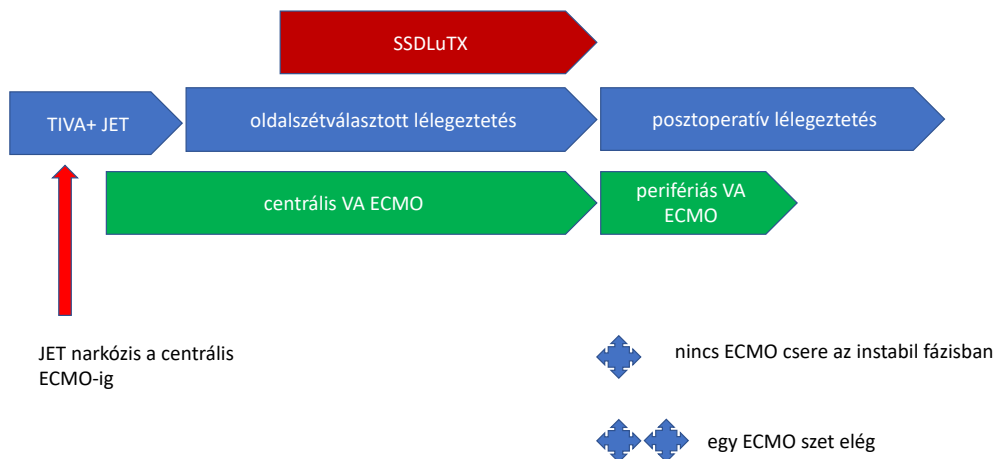 SSDLuTX
TIVA+ JET
oldalszétválasztott lélegeztetés
posztoperatív lélegeztetés
centrális VA ECMO
perifériás VA
ECMO
JET narkózis a centrális
ECMO-ig
nincs ECMO csere az instabil fázisban
egy ECMO szet elég